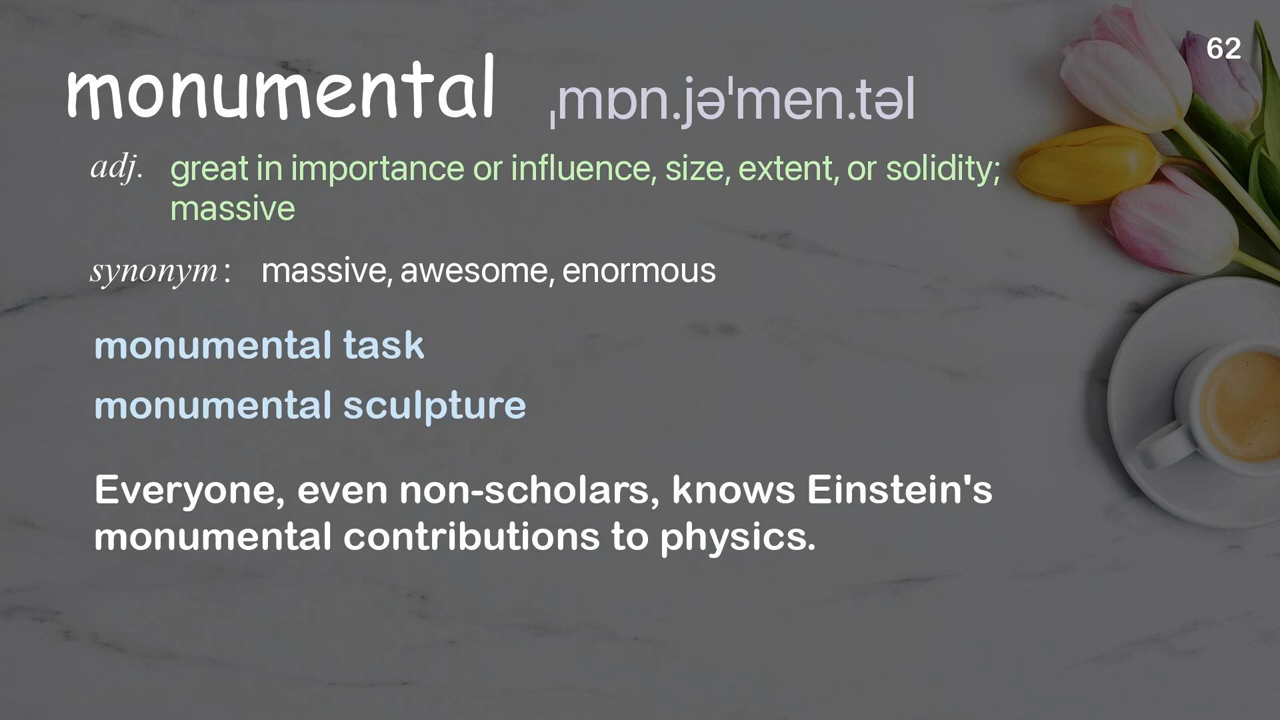 62
monumental ˌmɒn.jəˈmen.təl
adj. great in importance or influence, size, extent, or solidity;
massive
synonym: massive, awesome, enormous
monumental task
monumental sculpture
Everyone, even non-scholars, knows Einstein's
monumental contributions to physics.